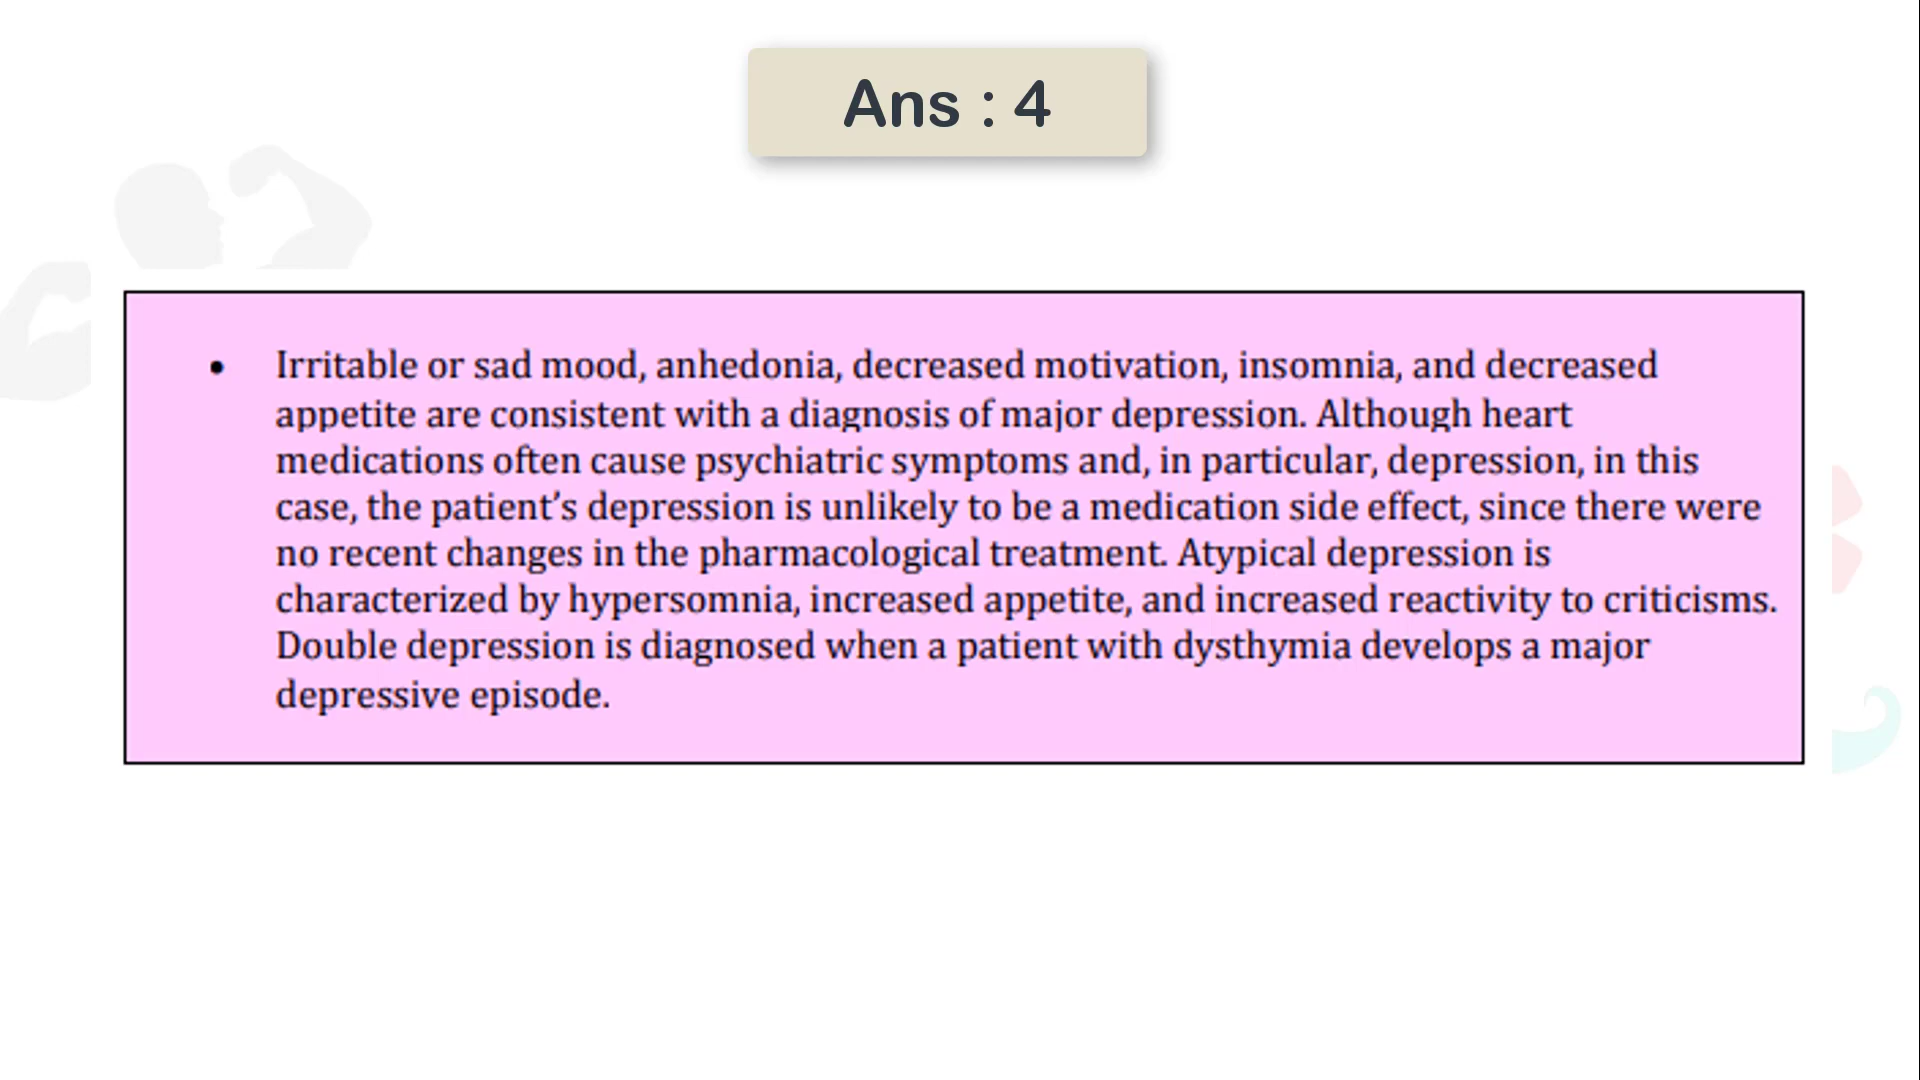 Ans : 4
• Irritable or sad mood, anhedonia, decreased motivation, insomnia, and decreased
appetite are consistent with a diagnosis of major depression. Although heart
medications often cause psychiatric symptoms and, in particular, depression, in this
case, the patient’s depression is unlikely to be a medication side effect, since there were
no recent changes in the pharmacological treatment. Atypical depression is
characterized by hypersomnia, increased appetite, and increased reactivity to criticisms.
Double depression is diagnosed when a patient with dysthymia develops a major
depressive episode.